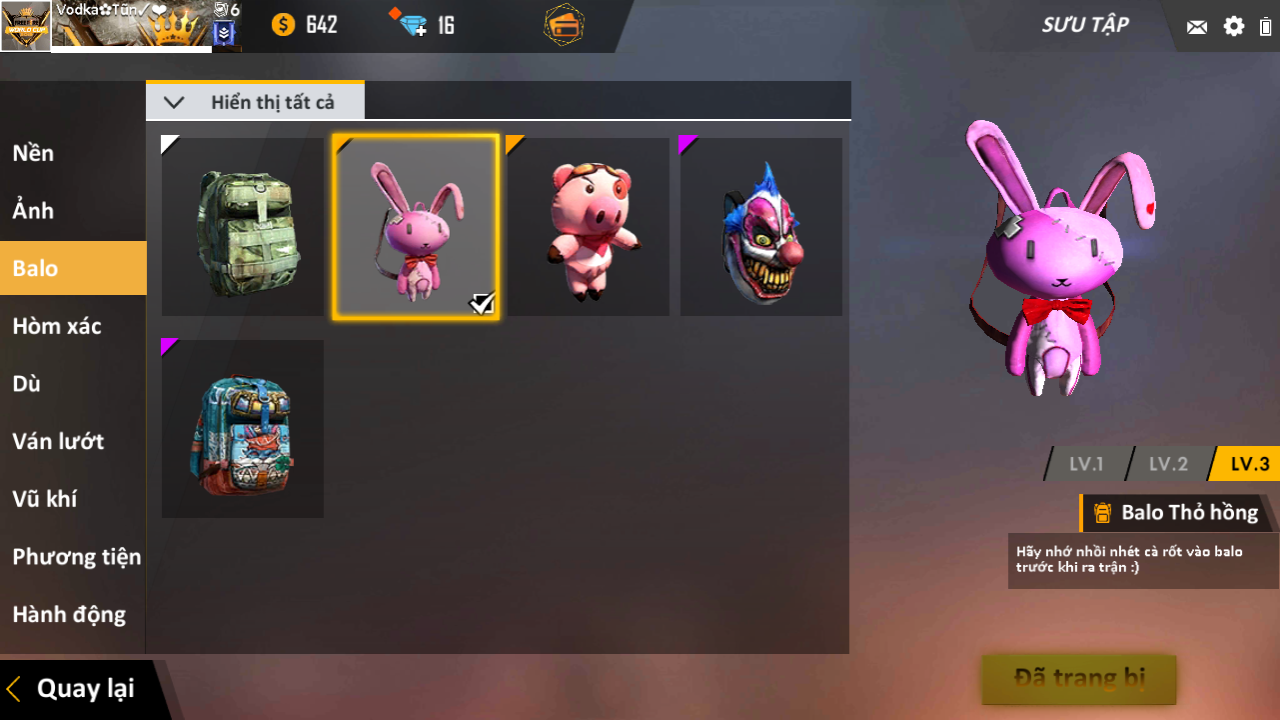 Vodka✿Tũn✓❤
6
642
16
SƯU TẬP
WORLD CUP
Hiển thị tất cả
Nền
Ảnh
Balo
Hòm xác
Dù
Ván lướt
Vũ khí
Phương tiện
Hành động
LV.1
LV.2
LV.3
Balo Thỏ hồng
Hãy nhớ nhồi nhét cà rốt vào balo
trước khi ra trận :)
Quay lại
Đã trang bị